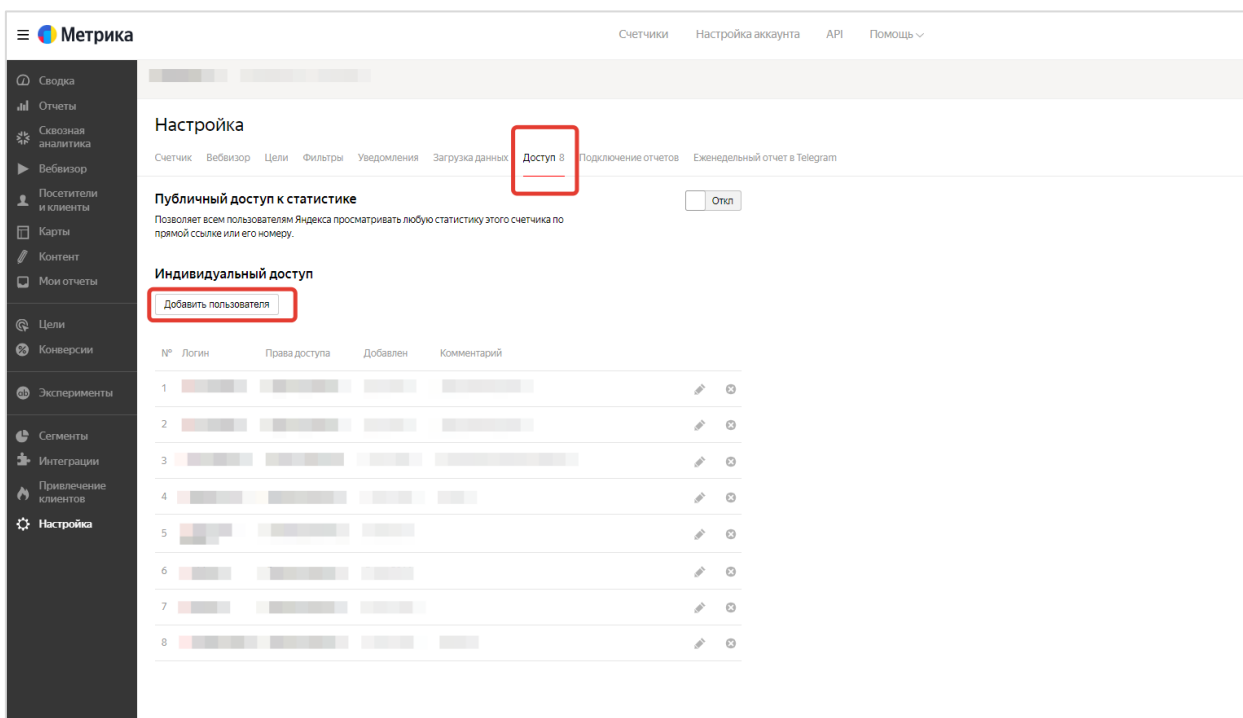 Метрика
Счетчики Настройка аккаунта API Помощь
Сводка
Отчеты
Сквозная
аналитика
Вебвизор
Посетители
и клиенты
Карты
Контент
Мои отчеты
Цели
Конверсии
Эксперименты
Сегменты
Интеграции
Привлечение
клиентов
Настройка
Настройка
Счетчик Вебвизор Цели Фильтры Уведомления Загрузка данных Доступ 8 Подключение отчетов Еженедельный отчет в Telegram
Публичный доступ к статистике
Откл
Позволяет всем пользователям Яндекса просматривать любую статистику этого счетчика по
прямой ссылке или его номеру.
Индивидуальный доступ
Добавить пользователя
№ Логин Права доступа Добавлен Комментарий
1
2
3
4
5
6
7
8